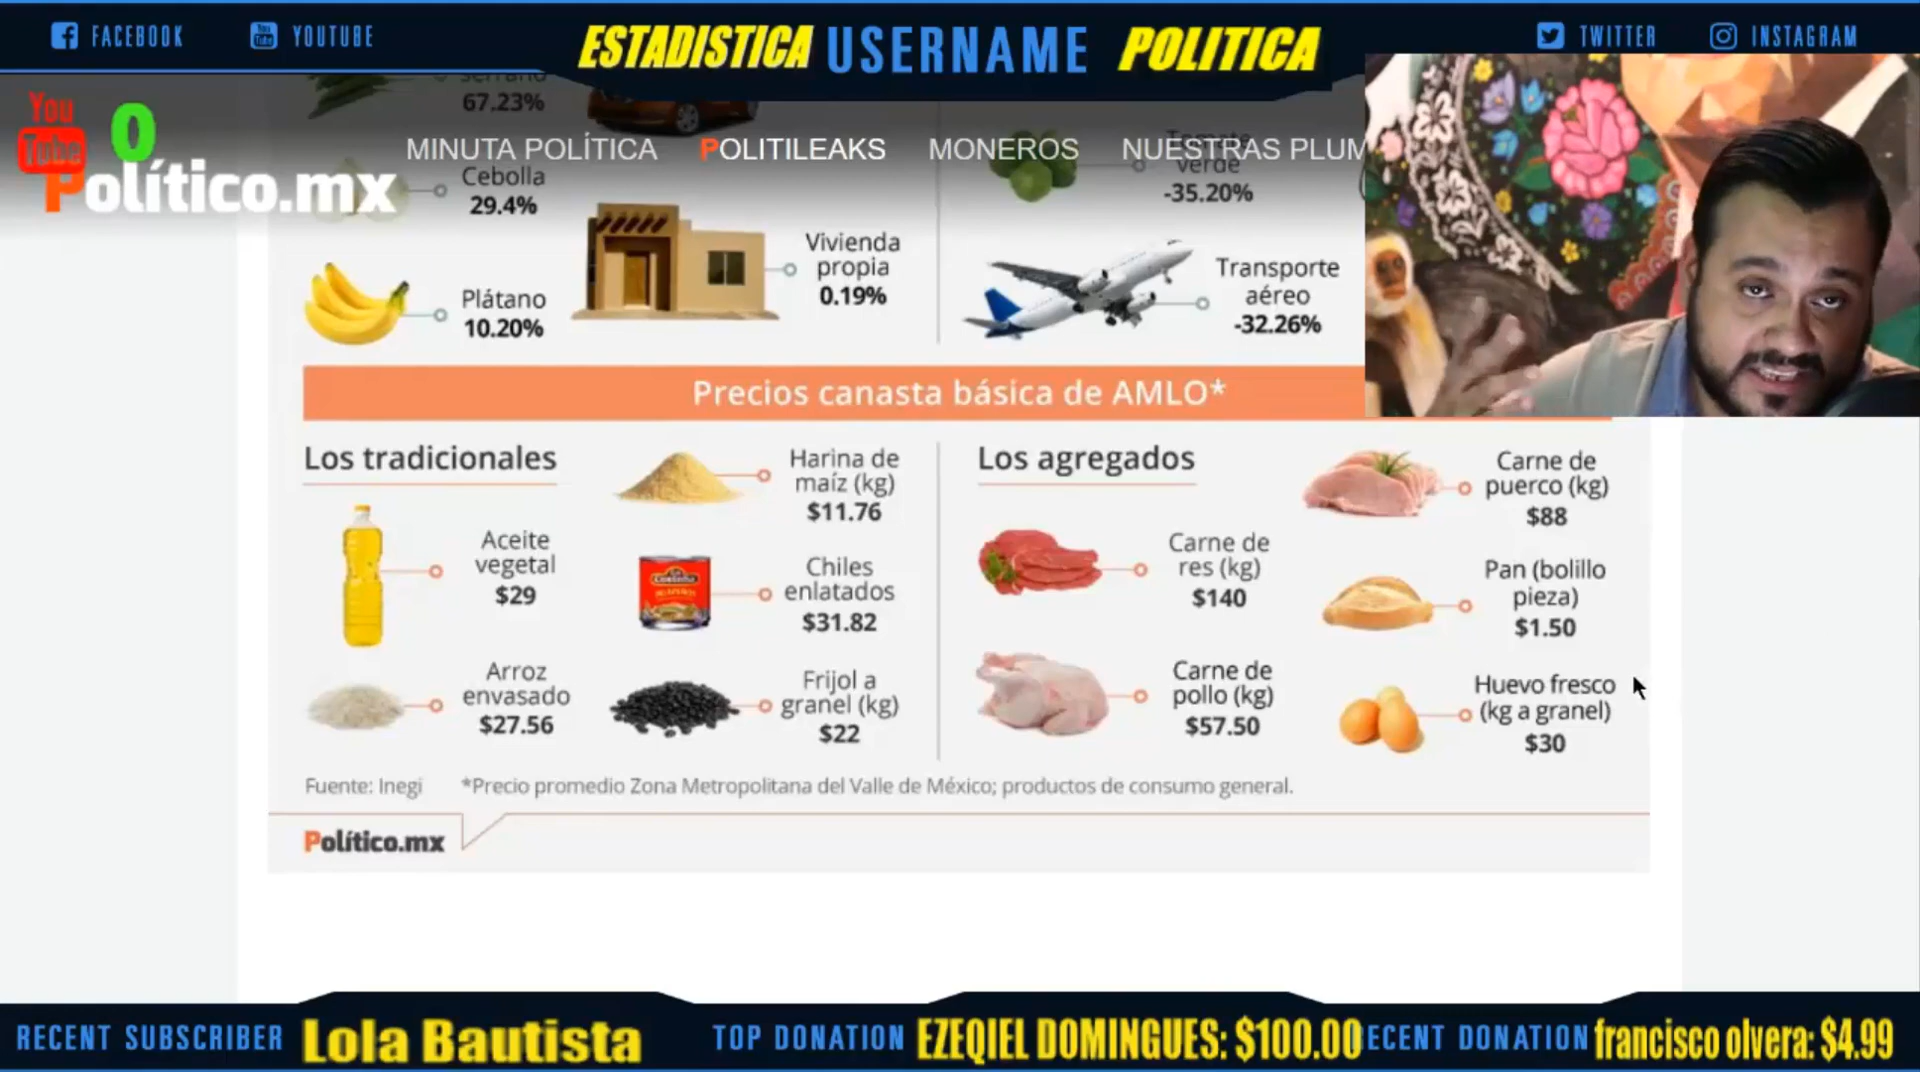 FACEBOOK
YOUTUBE
ESTADISTICA USERNAME POLITICA
TWITTER
INSTAGRAM
You
Tube
0
Político.mx
MINUTA POLÍTICA
POLITILEAKS
MONEROS
NUESTRAS PLUM
serrano
67.23%
Cebolla
29.4%
Plátano
10.20%
Vivienda
propia
0.19%
Tomate
verde
-35.20%
Transporte
aéreo
-32.26%
Precios canasta básica de AMLO*
Los tradicionales
Aceite
vegetal
$29
Arroz
envasado
$27.56
Harina de
maíz (kg)
$11.76
Chiles
enlatados
$31.82
Frijol a
granel (kg)
$22
Los agregados
Carne de
res (kg)
$140
Carne de
pollo (kg)
$57.50
Carne de
puerco (kg)
$88
Pan (bolillo
pieza)
$1.50
Huevo fresco
(kg a granel)
$30
Fuente: Inegi
*Precio promedio Zona Metropolitana del Valle de México; productos de consumo general.
Político.mx
RECENT SUBSCRIBER Lola Bautista
TOP DONATION EZEQIEL DOMINGUES: $100.00
ECENT DONATION francisco olvera: $4.99